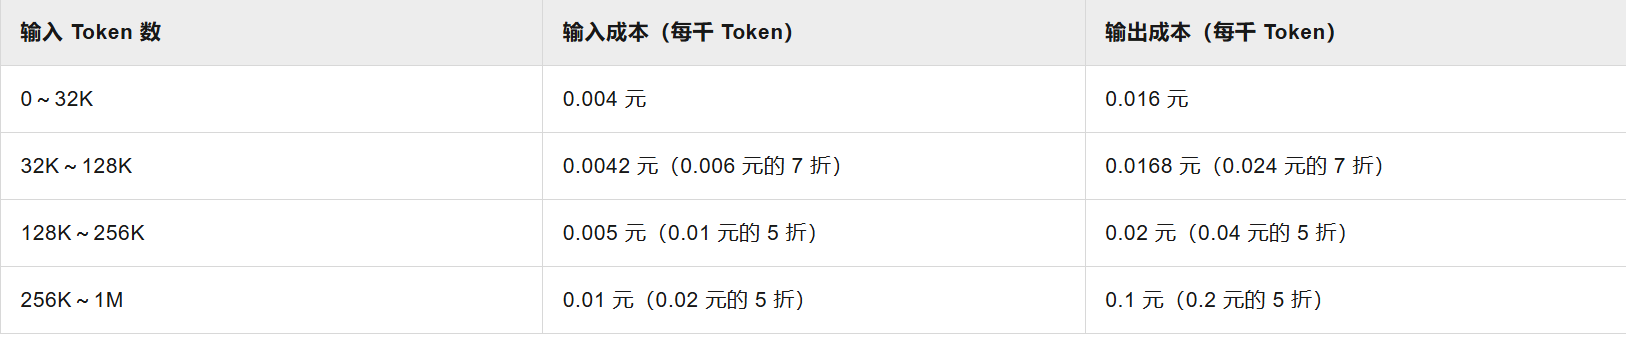 输入 Token 数 输入成本（每千 Token） 输出成本（每千 Token）
0～32K 0.004 元 0.016 元
32K～128K 0.0042 元（0.006 元的 7 折） 0.0168 元（0.024 元的 7 折）
128K～256K 0.005 元（0.01 元的 5 折） 0.02 元（0.04 元的 5 折）
256K～1M 0.01 元（0.02 元的 5 折） 0.1 元（0.2 元的 5 折）